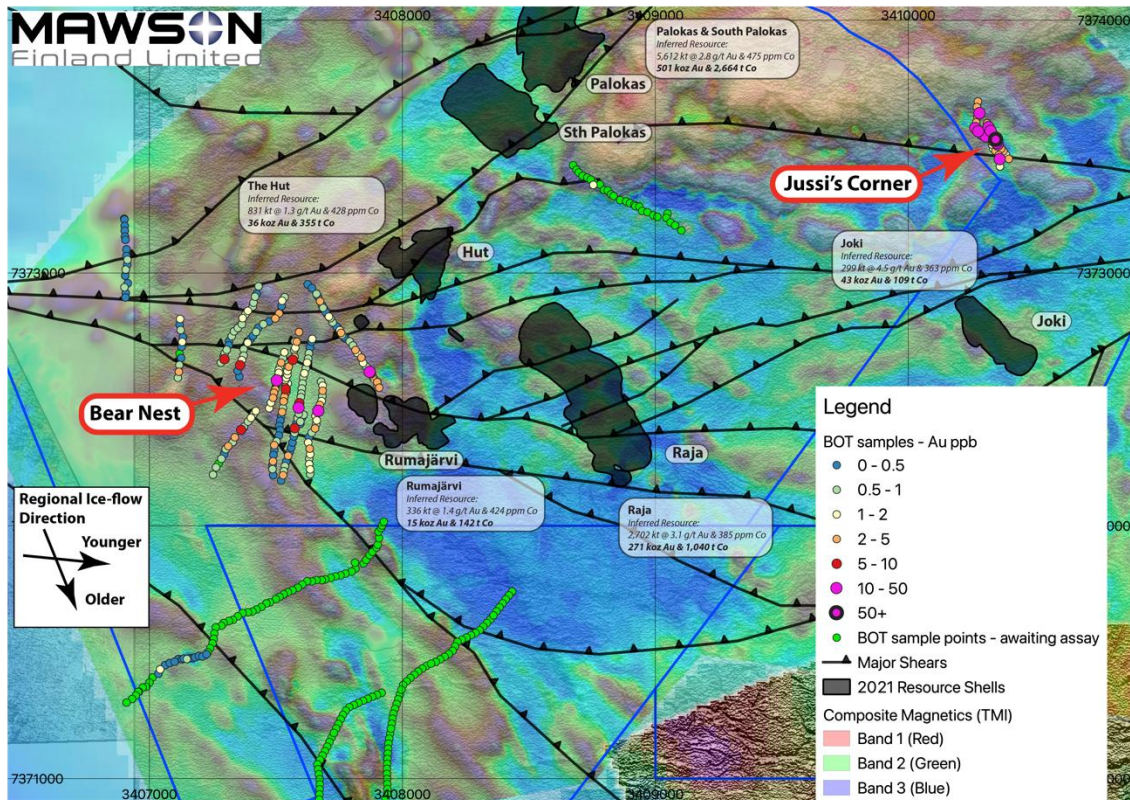 MAWSON
Finland Limited
3408000
3409000
3410000
7374000
Palokas & South Palokas
Inferred Resource:
5,612 kt @ 2.8 g/t Au & 475 ppm Co
501 koz Au & 2,664 t Co
Palokas
Sth Palokas
Jussi's Corner
The Hut
Inferred Resource:
831 kt @ 1.3 g/t Au & 428 ppm Co
36 koz Au & 355 t Co
Hut
Joki
Inferred Resource:
299 kt @ 4.5 g/t Au & 363 ppm Co
43 koz Au & 109 t Co
7373000
7373000
Joki
Bear Nest
Rumajärvi
Raja
Rumajärvi
Inferred Resource:
336 kt @ 1.4 g/t Au & 424 ppm Co
15 koz Au & 142 t Co
Raja
Inferred Resource:
2,702 kt @ 3.1 g/t Au & 385 ppm Co
271 koz Au & 1,040 t Co
Regional Ice-flow
Direction
Younger
Older
Legend
BOT samples - Au ppb
0 - 0.5
0.5 - 1
1 - 2
2 - 5
5 - 10
10 - 50
50+
BOT sample points - awaiting assay
Major Shears
2021 Resource Shells
Composite Magnetics (TMI)
Band 1 (Red)
Band 2 (Green)
Band 3 (Blue)
7371000
3407000
3408000
3409000